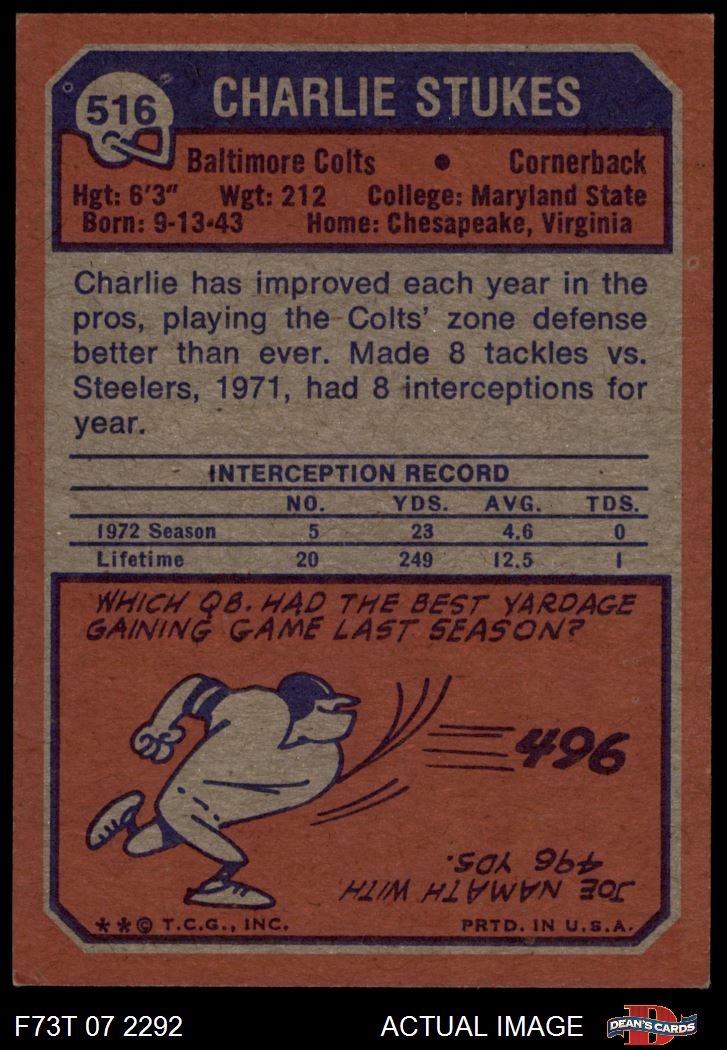 516 CHARLIE STUKES
Baltimore Colts • Cornerback
Hgt: 6'3" Wgt: 212 College: Maryland State
Born: 9-13-43 Home: Chesapeake, Virginia
Charlie has improved each year in the
pros, playing the Colts' zone defense
better than ever. Made 8 tackles vs.
Steelers, 1971, had 8 interceptions for
year.
INTERCEPTION RECORD
NO. YDS. AVG. TDS.
1972 Season 5 23 4.6 0
Lifetime 20 249 12.5 1
WHICH QB. HAD THE BEST YARDAGE
GAINING GAME LAST SEASON?
496
JOE NAMATH WITH
496 YDS.
**© T.C.G., INC. PRTD. IN U.S.A.
F73T 07 2292 ACTUAL IMAGE D DEAN'S CARDS